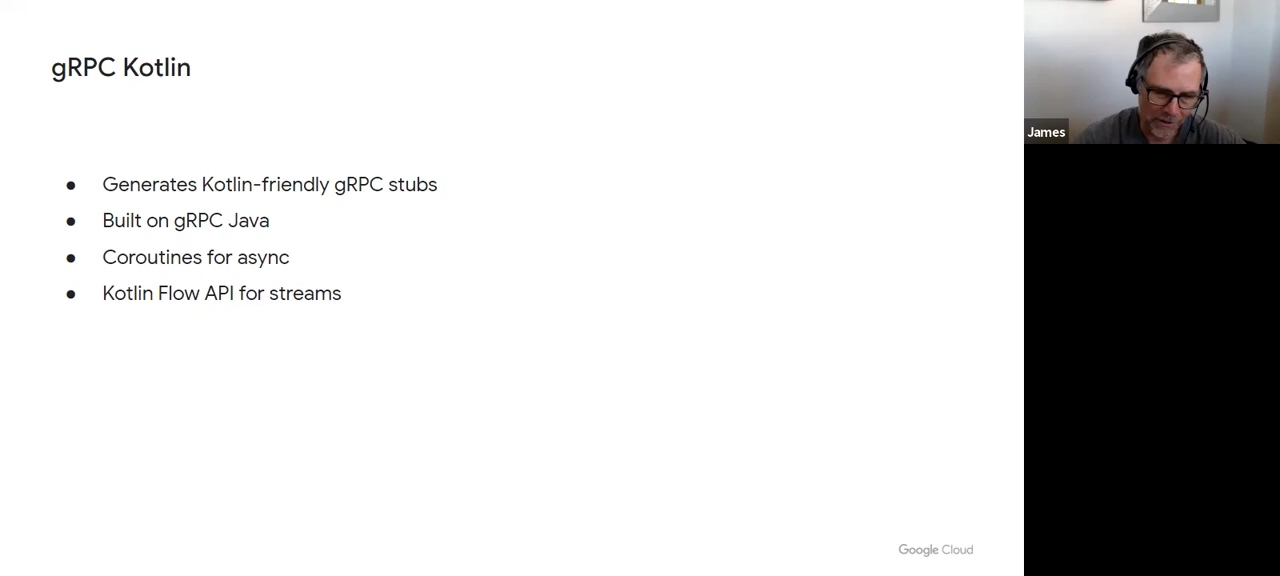 gRPC Kotlin
● Generates Kotlin-friendly gRPC stubs
● Built on gRPC Java
● Coroutines for async
● Kotlin Flow API for streams
James
Google Cloud